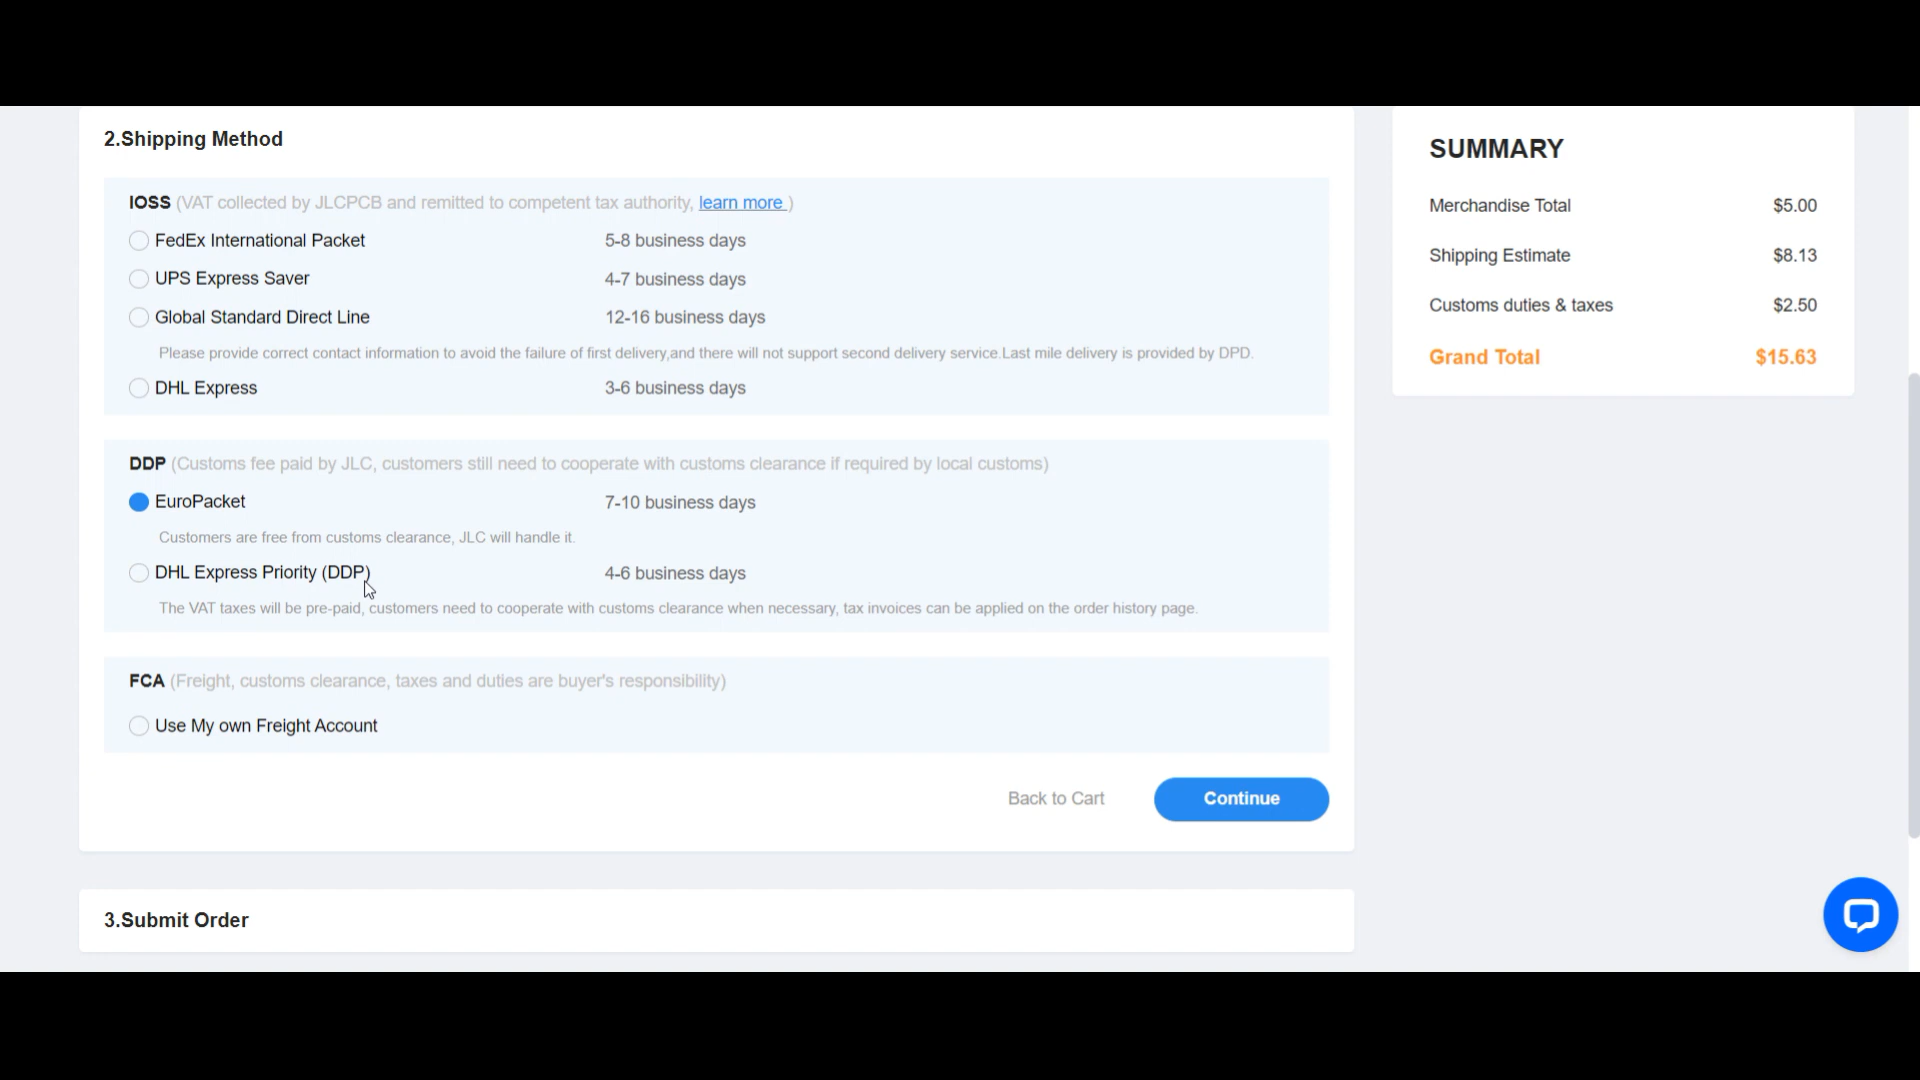 2.Shipping Method
IOSS (VAT collected by JLCPCB and remitted to competent tax authority, learn more )
FedEx International Packet 5-8 business days
UPS Express Saver 4-7 business days
Global Standard Direct Line 12-16 business days
Please provide correct contact information to avoid the failure of first delivery,and there will not support second delivery service.Last mile delivery is provided by DPD.
DHL Express 3-6 business days
DDP (Customs fee paid by JLC, customers still need to cooperate with customs clearance if required by local customs)
EuroPacket 7-10 business days
Customers are free from customs clearance, JLC will handle it.
DHL Express Priority (DDP) 4-6 business days
The VAT taxes will be pre-paid, customers need to cooperate with customs clearance when necessary, tax invoices can be applied on the order history page.
FCA (Freight, customs clearance, taxes and duties are buyer's responsibility)
Use My own Freight Account
Back to Cart Continue
3.Submit Order
SUMMARY
Merchandise Total $5.00
Shipping Estimate $8.13
Customs duties & taxes $2.50
Grand Total $15.63